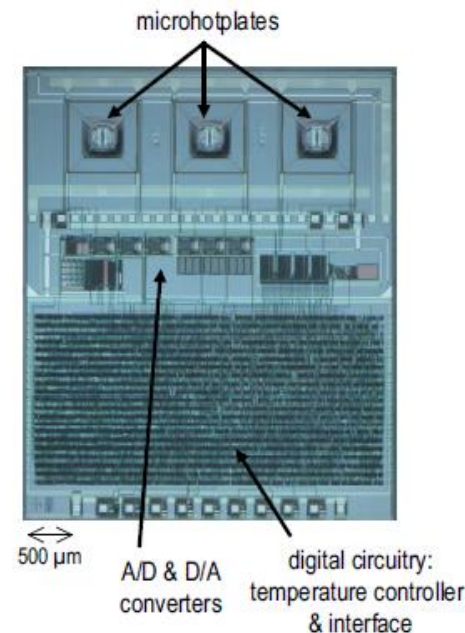 microhotplates
500 µm
A/D & D/A
converters
digital circuitry:
temperature controller
& interface